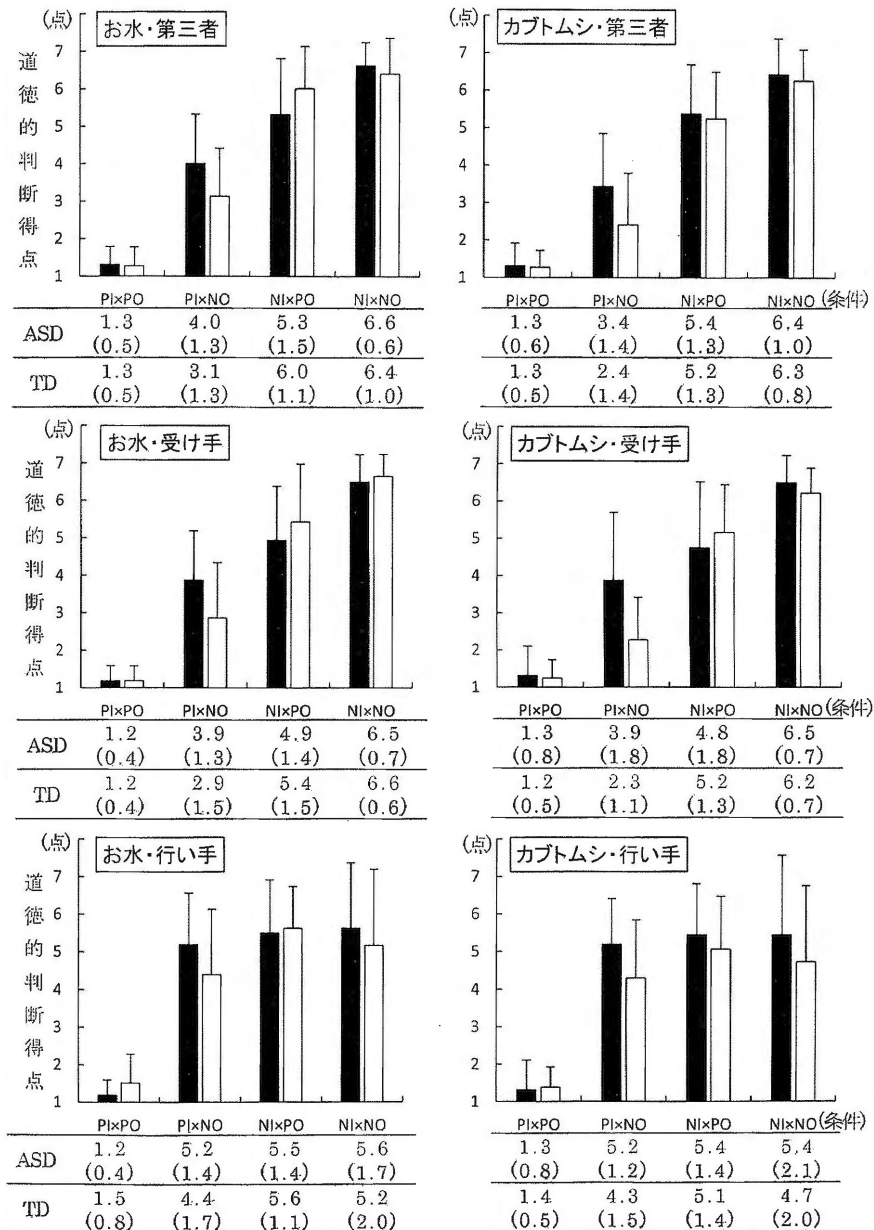 (点) お水・第三者
道徳的判断得点
7
6
5
4
3
2
1
PI×PO PI×NO NI×PO NI×NO
ASD 1.3 4.0 5.3 6.6
(0.5) (1.3) (1.5) (0.6)
TD 1.3 3.1 6.0 6.4
(0.5) (1.3) (1.1) (1.0)
カブトムシ・第三者
7
6
5
4
3
2
1
PI×PO PI×NO NI×PO NI×NO (条件)
1.3 3.4 5.4 6.4
(0.6) (1.4) (1.3) (1.0)
1.3 2.4 5.2 6.3
(0.5) (1.4) (1.3) (0.8)
(点) お水・受け手
道徳的判断得点
7
6
5
4
3
2
1
PI×PO PI×NO NI×PO NI×NO
ASD 1.2 3.9 4.9 6.5
(0.4) (1.3) (1.4) (0.7)
TD 1.2 2.9 5.4 6.6
(0.4) (1.5) (1.5) (0.6)
(点) カブトムシ・受け手
7
6
5
4
3
2
1
PI×PO PI×NO NI×PO NI×NO (条件)
1.3 3.9 4.8 6.5
(0.8) (1.8) (1.8) (0.7)
1.2 2.3 5.2 6.2
(0.5) (1.1) (1.3) (0.7)
(点) お水・行い手
道徳的判断得点
7
6
5
4
3
2
1
PI×PO PI×NO NI×PO NI×NO
ASD 1.2 5.2 5.5 5.6
(0.4) (1.4) (1.4) (1.7)
TD 1.5 4.4 5.6 5.2
(0.8) (1.7) (1.1) (2.0)
(点) カブトムシ・行い手
7
6
5
4
3
2
1
PI×PO PI×NO NI×PO NI×NO (条件)
1.3 5.2 5.4 5.4
(0.8) (1.2) (1.4) (2.1)
1.4 4.3 5.1 4.7
(0.5) (1.5) (1.4) (2.0)